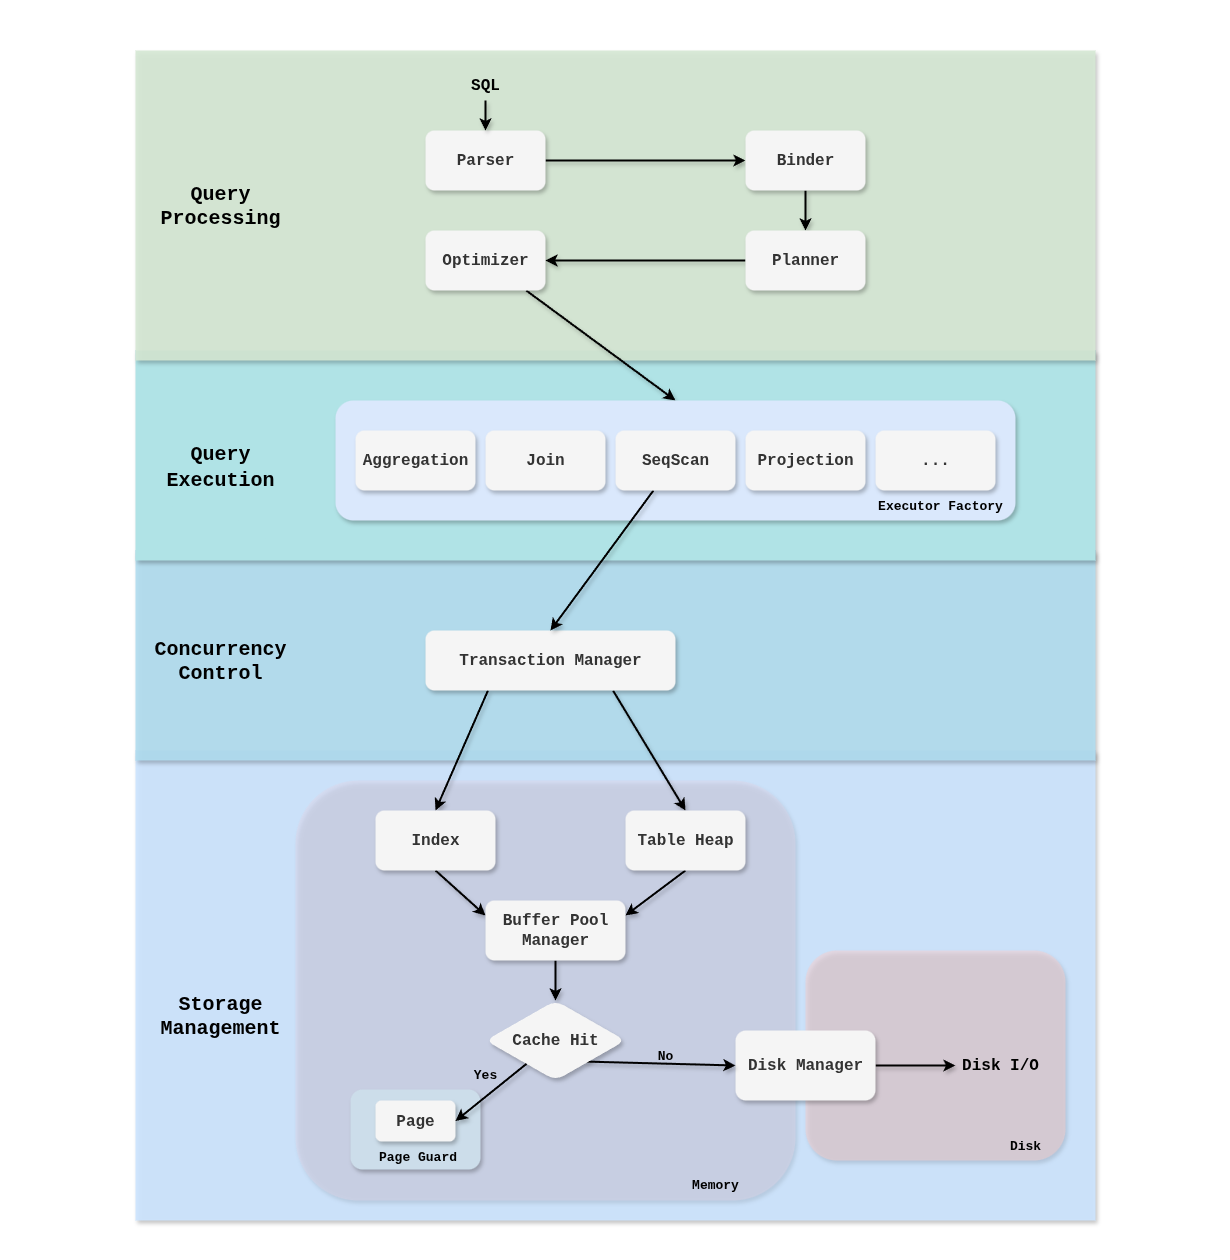 SQL
Parser
Binder
Query
Processing
Optimizer
Planner
Query
Execution
Aggregation
Join
SeqScan
Projection
...
Executor Factory
Concurrency
Control
Transaction Manager
Index
Table Heap
Buffer Pool
Manager
Storage
Management
Cache Hit
No
Yes
Disk Manager
Disk I/O
Page
Page Guard
Disk
Memory